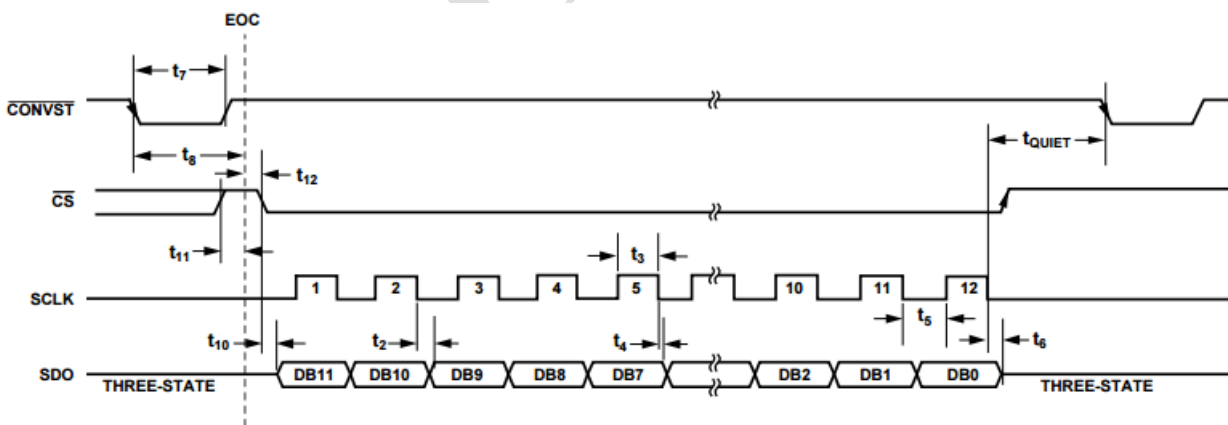 EOC
t7
CONVST
t8
tQUIET
t12
CS
t11
t3
SCLK
1 2 3 4 5 10 11 12
t10
t2
t4
t5
t6
SDO
THREE-STATE
DB11 DB10 DB9 DB8 DB7 DB2 DB1 DB0
THREE-STATE